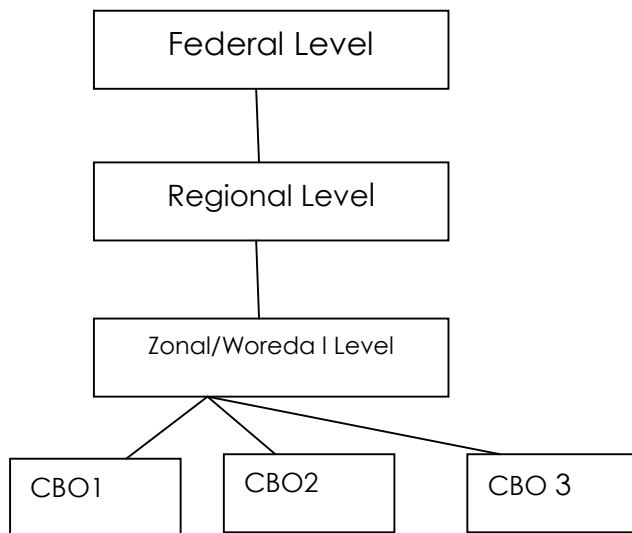 Federal Level
Regional Level
Zonal/Woreda l Level
CBO1
CBO2
CBO 3